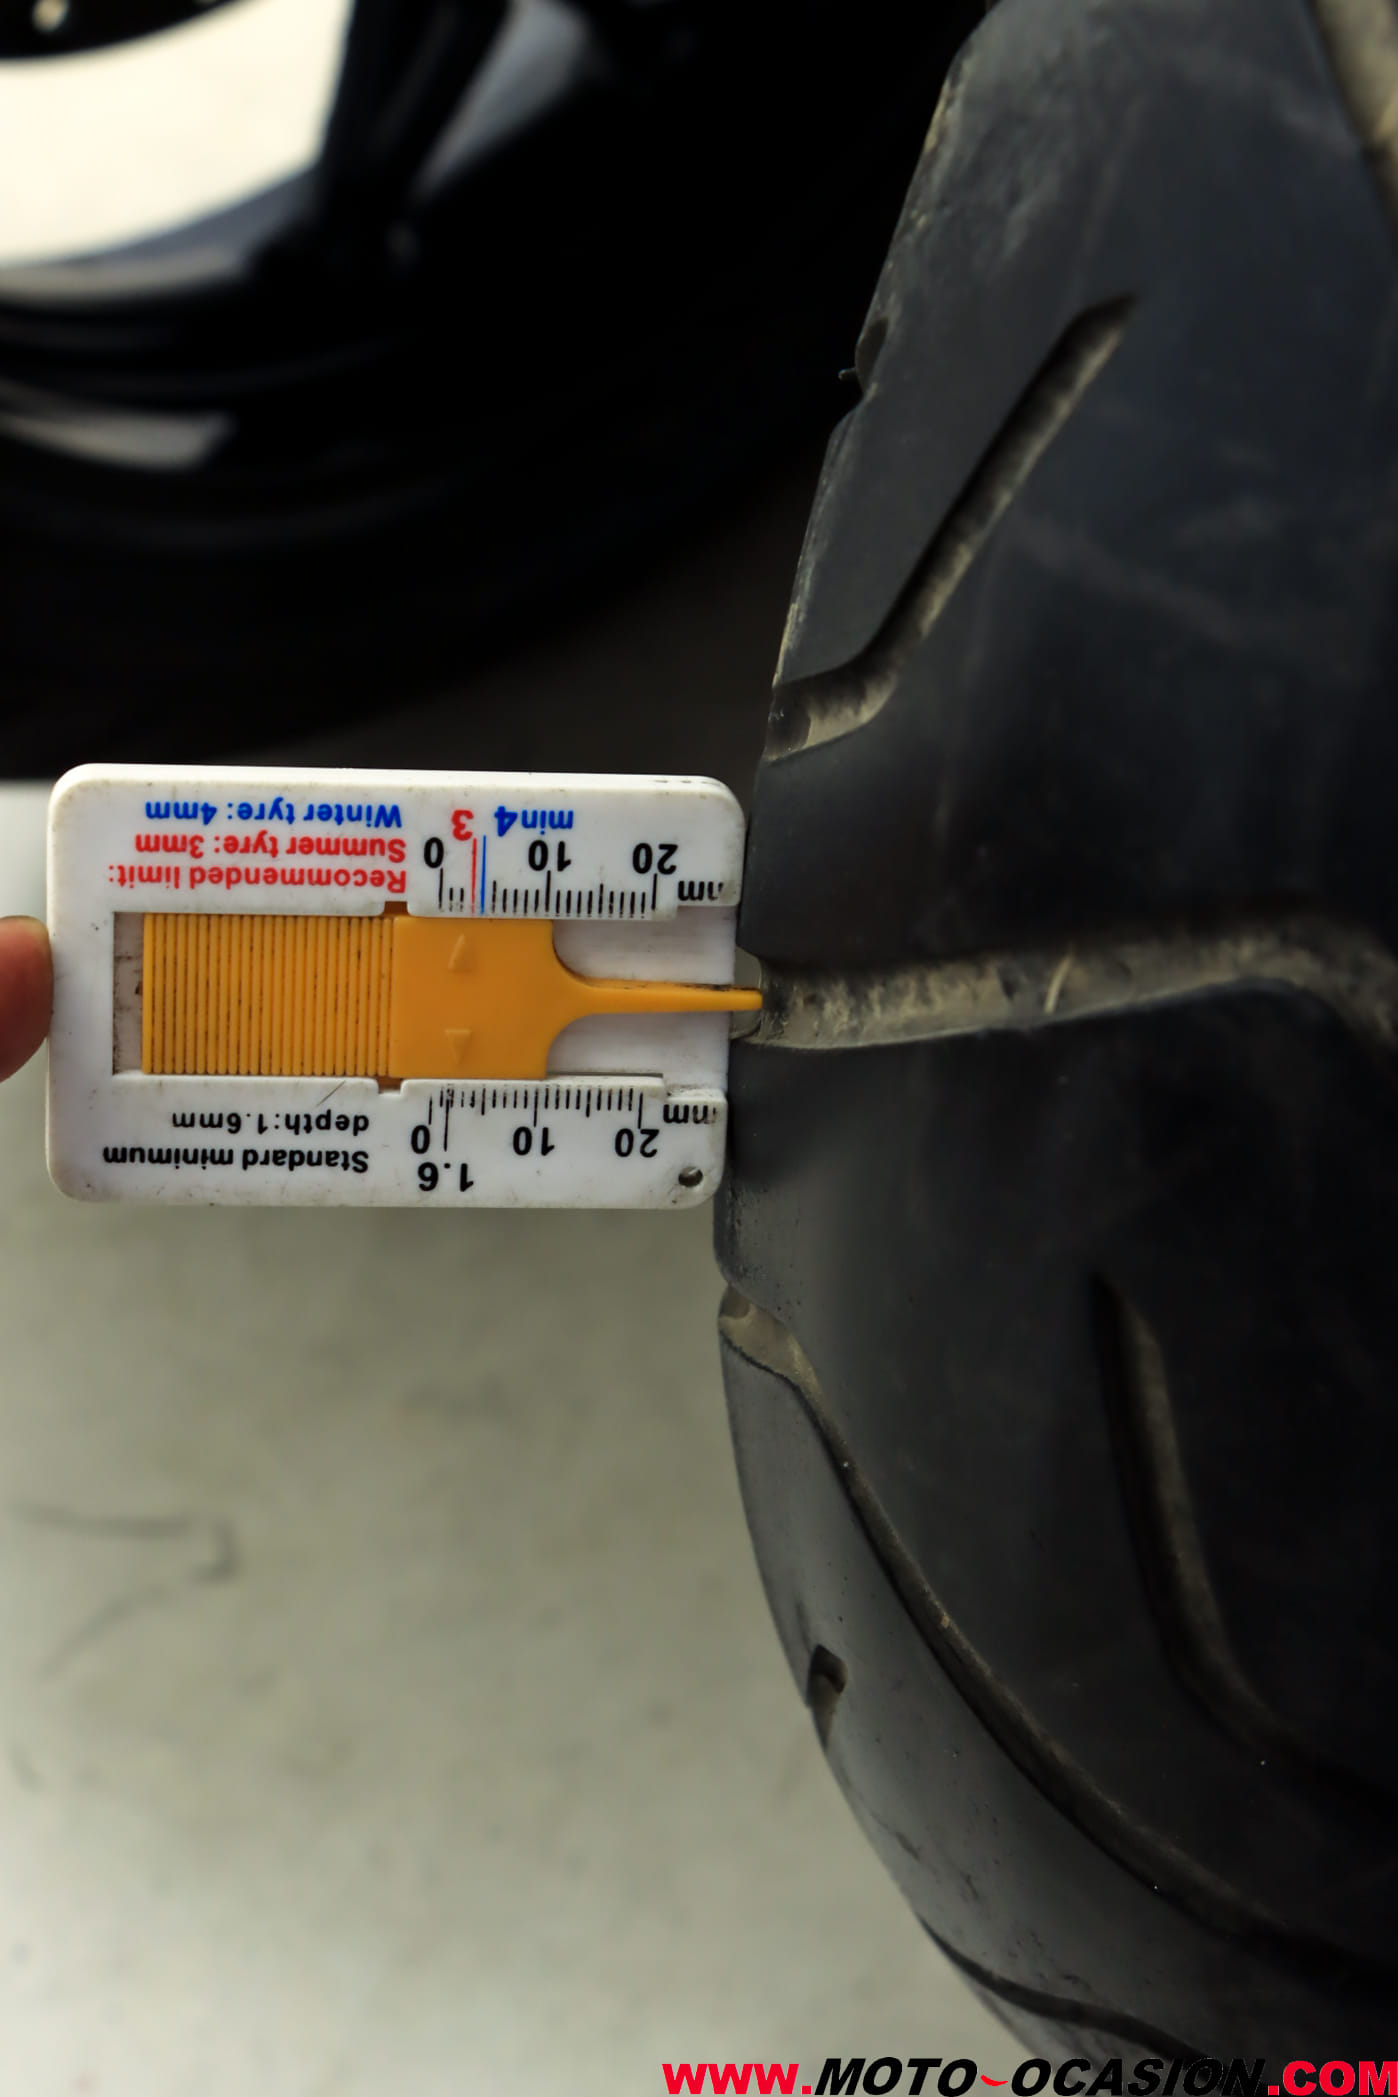 Standard minimum
depth:1.6mm
1.6
0 10 20
mm
mm
20 10 0
Recommended limit:
Summer tyre: 3mm
Winter tyre: 4mm
3
min4
www.MOTO-OCASION.COM